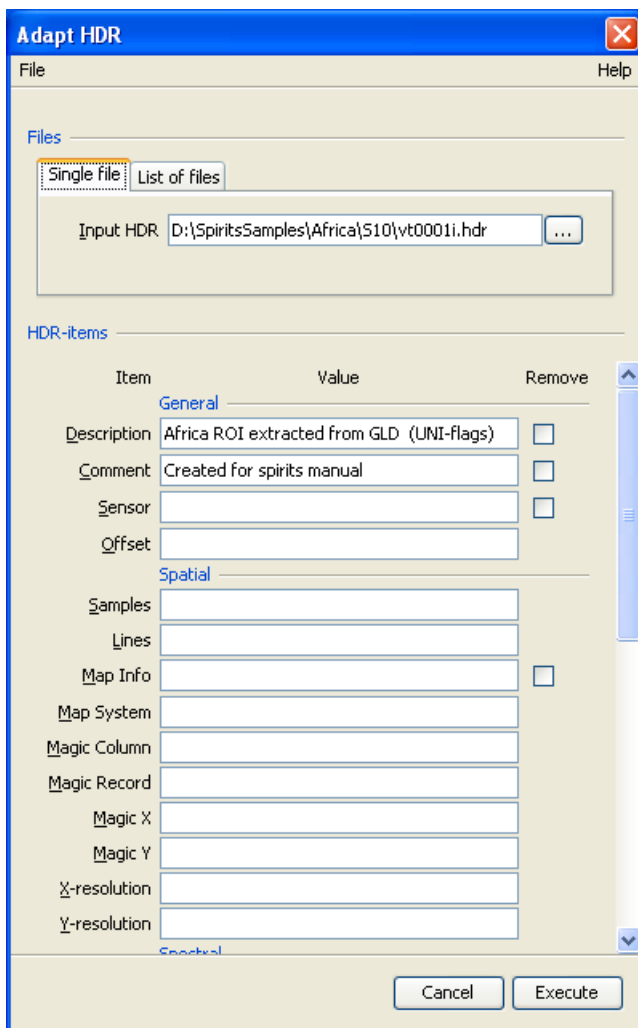 Adapt HDR
File Help
Files
Single file List of files
Input HDR D:\SpiritsSamples\Africa\S10\vt0001i.hdr ...
HDR-items
Item Value Remove
General
Description Africa ROI extracted from GLD (UNI-flags)
Comment Created for spirits manual
Sensor
Offset
Spatial
Samples
Lines
Map Info
Map System
Magic Column
Magic Record
Magic X
Magic Y
X-resolution
Y-resolution
Spectral
Cancel Execute